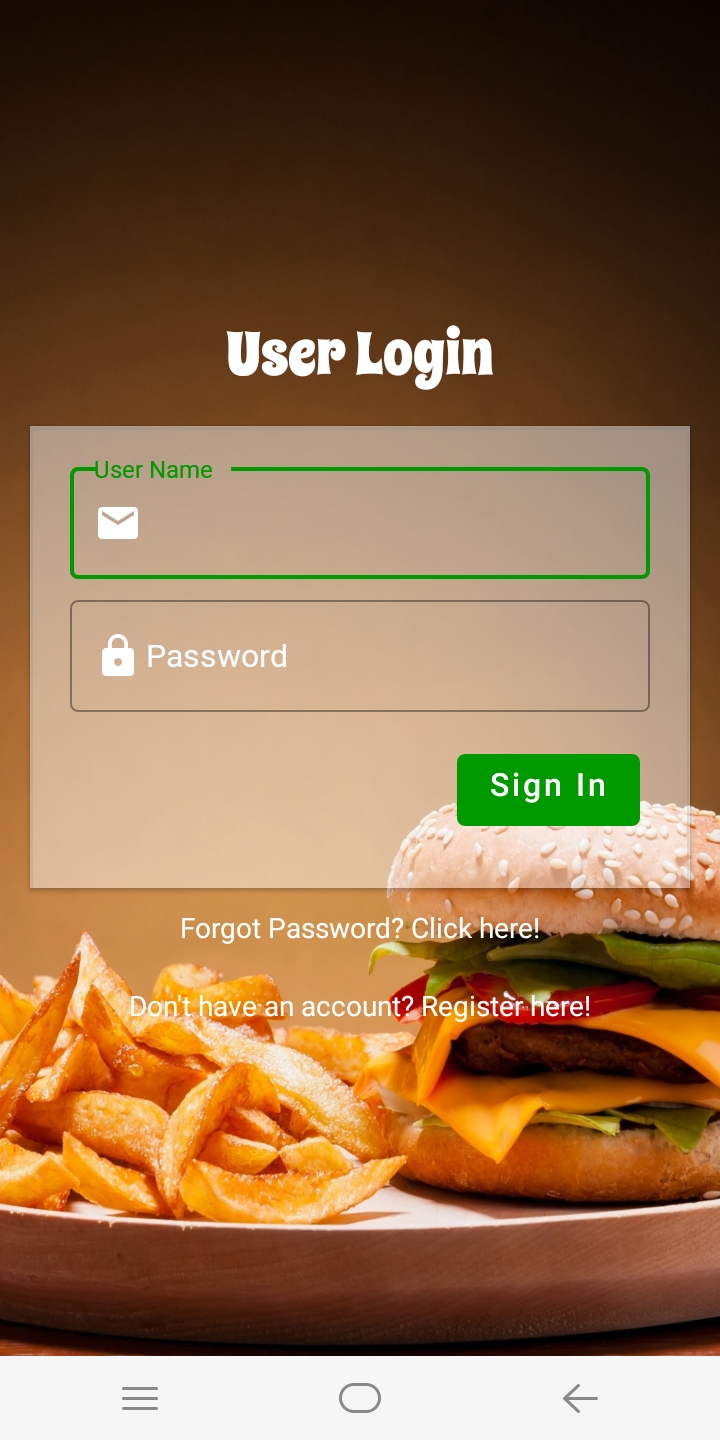 User Login
User Name
Password
Sign In
Forgot Password? Click here!
Don't have an account? Register here!